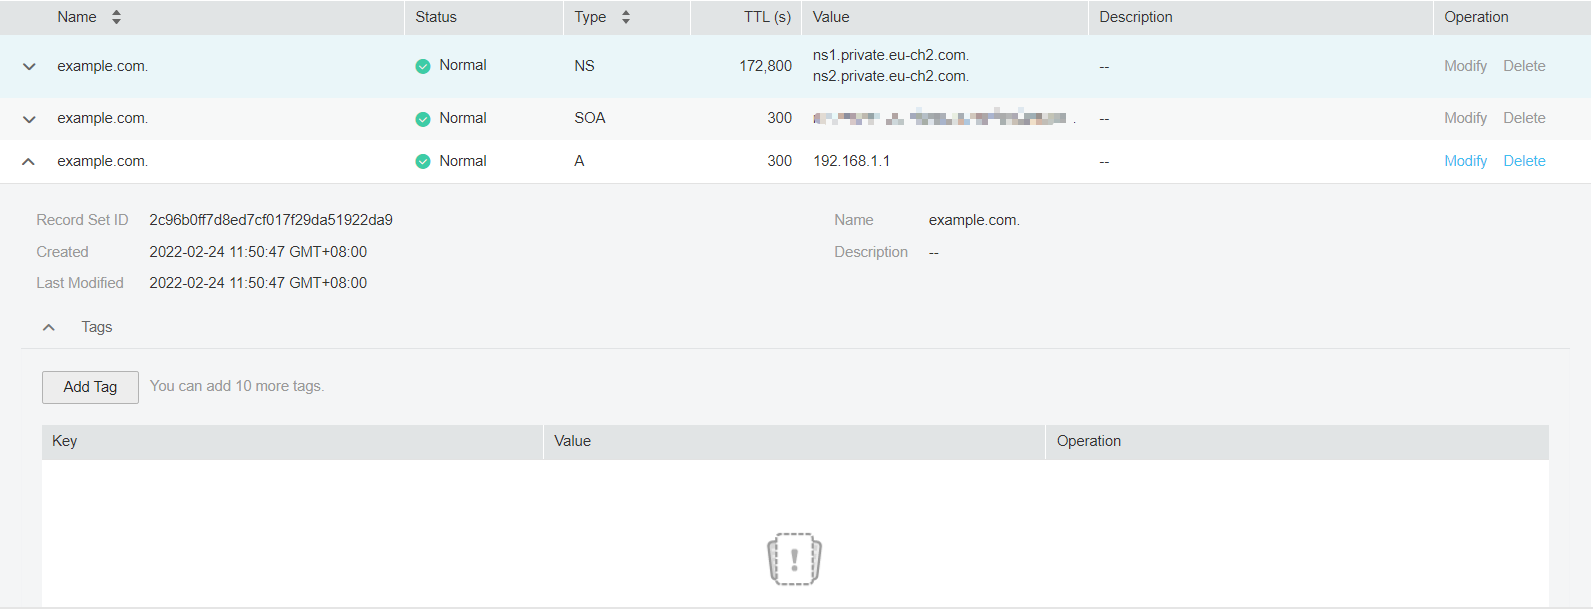 Name Status Type TTL (s) Value Description Operation
example.com. Normal NS 172,800 ns1.private.eu-ch2.com. -- Modify Delete
ns2.private.eu-ch2.com.
example.com. Normal SOA 300 . -- Modify Delete
example.com. Normal A 300 192.168.1.1 -- Modify Delete
Record Set ID 2c96b0ff7d8ed7cf017f29da51922da9 Name example.com.
Created 2022-02-24 11:50:47 GMT+08:00 Description --
Last Modified 2022-02-24 11:50:47 GMT+08:00
Tags
Add Tag You can add 10 more tags.
Key Value Operation